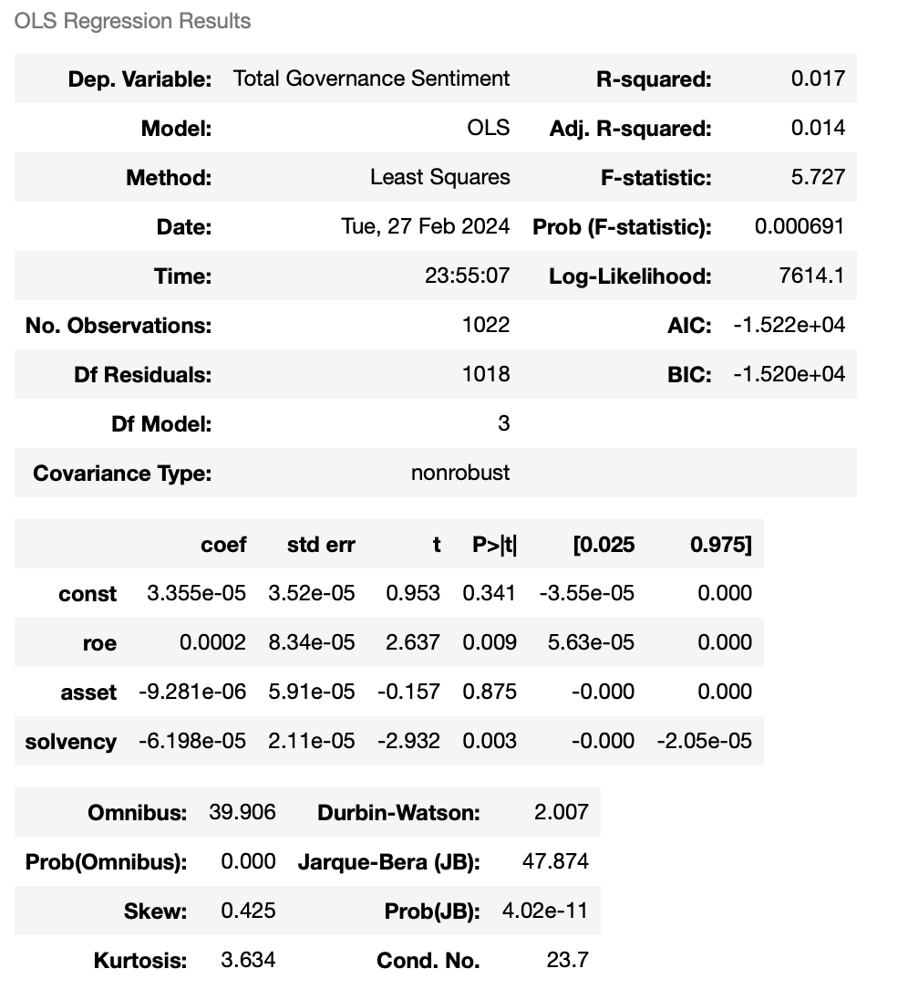 OLS Regression Results
Dep. Variable: Total Governance Sentiment R-squared: 0.017
Model: OLS Adj. R-squared: 0.014
Method: Least Squares F-statistic: 5.727
Date: Tue, 27 Feb 2024 Prob (F-statistic): 0.000691
Time: 23:55:07 Log-Likelihood: 7614.1
No. Observations: 1022 AIC: -1.522e+04
Df Residuals: 1018 BIC: -1.520e+04
Df Model: 3
Covariance Type: nonrobust
coef std err t P>|t| [0.025 0.975]
const 3.355e-05 3.52e-05 0.953 0.341 -3.55e-05 0.000
roe 0.0002 8.34e-05 2.637 0.009 5.63e-05 0.000
asset -9.281e-06 5.91e-05 -0.157 0.875 -0.000 0.000
solvency -6.198e-05 2.11e-05 -2.932 0.003 -0.000 -2.05e-05
Omnibus: 39.906 Durbin-Watson: 2.007
Prob(Omnibus): 0.000 Jarque-Bera (JB): 47.874
Skew: 0.425 Prob(JB): 4.02e-11
Kurtosis: 3.634 Cond. No. 23.7